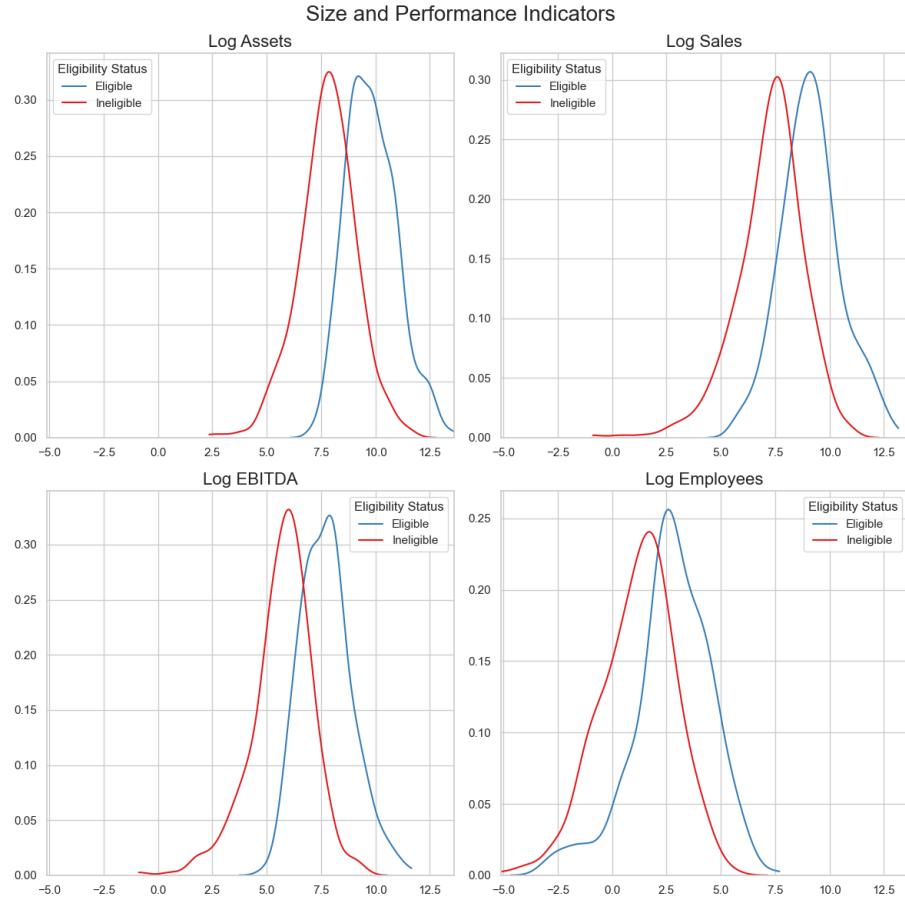 Size and Performance Indicators
Log Assets
Eligibility Status
Eligible
Ineligible
0.30
0.25
0.20
0.15
0.10
0.05
0.00
−5.0 −2.5 0.0 2.5 5.0 7.5 10.0 12.5
Log Sales
Eligibility Status
Eligible
Ineligible
0.30
0.25
0.20
0.15
0.10
0.05
0.00
−5.0 −2.5 0.0 2.5 5.0 7.5 10.0 12.5
Log EBITDA
Eligibility Status
Eligible
Ineligible
0.30
0.25
0.20
0.15
0.10
0.05
0.00
−5.0 −2.5 0.0 2.5 5.0 7.5 10.0 12.5
Log Employees
Eligibility Status
Eligible
Ineligible
0.25
0.20
0.15
0.10
0.05
0.00
−5.0 −2.5 0.0 2.5 5.0 7.5 10.0 12.5